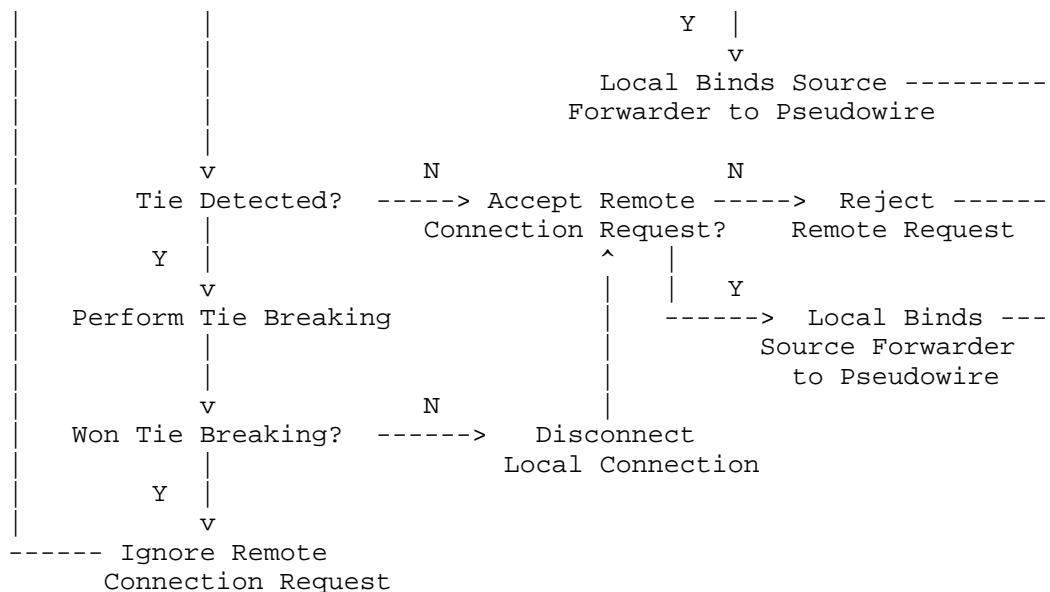 Y
v
Local Binds Source ---------
Forwarder to Pseudowire
v N N
Tie Detected? -----> Accept Remote -----> Reject ------
Connection Request? Remote Request
Y ^
v Y
Perform Tie Breaking ------> Local Binds ---
Source Forwarder
to Pseudowire
v N
Won Tie Breaking? ------> Disconnect
Local Connection
Y
v
------ Ignore Remote
Connection Request